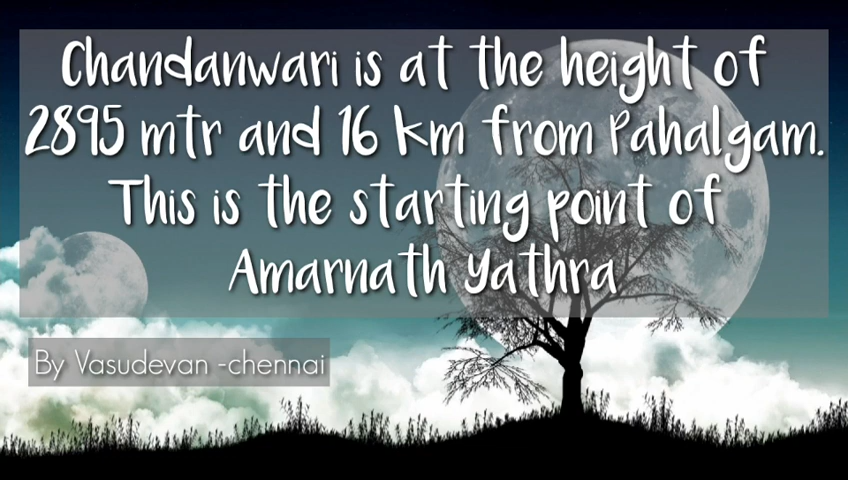 Chandanwari is at the height of
2895 mtr and 16 km from Pahalgam.
This is the starting point of
Amarnath Yathra
By Vasudevan -chennai